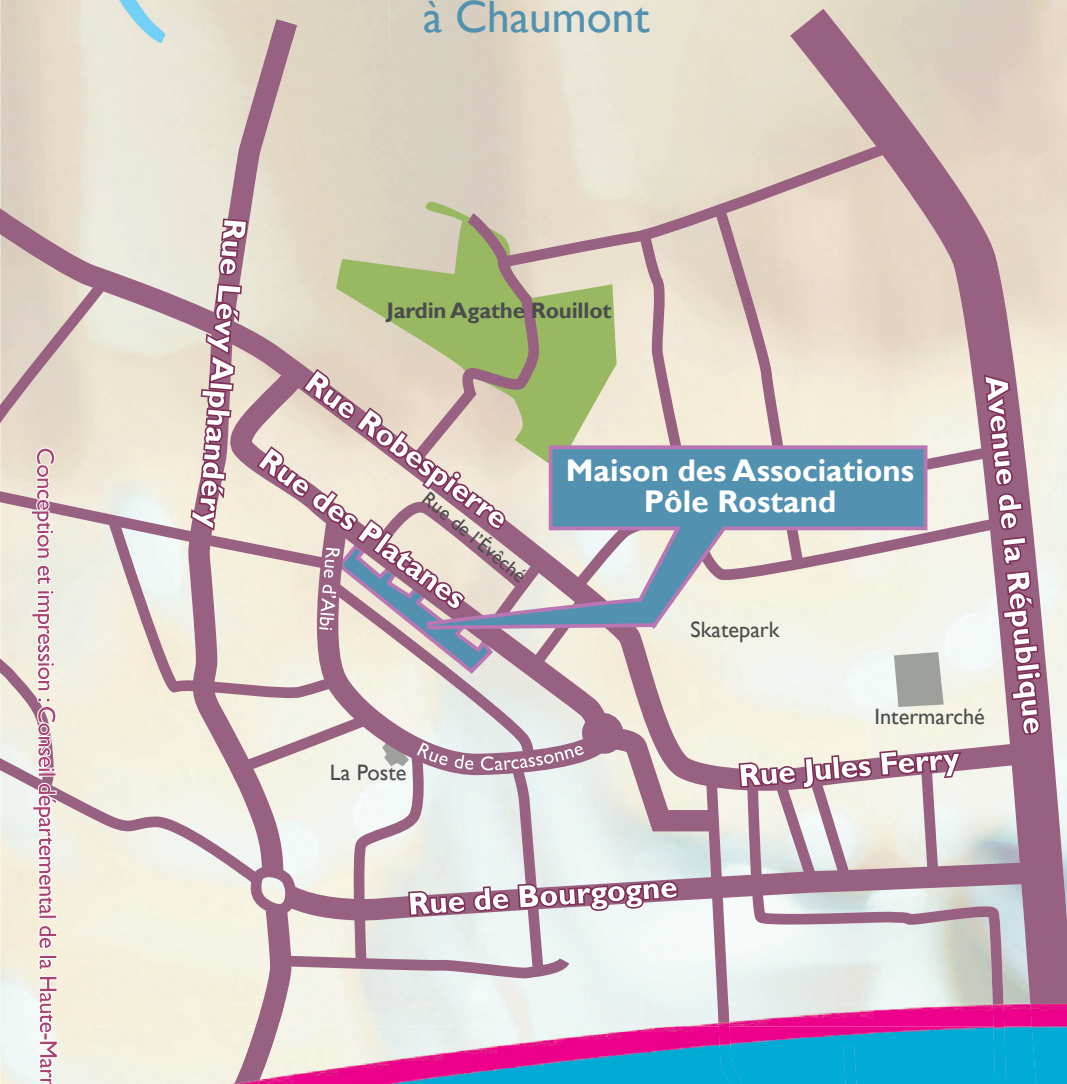 à Chaumont
Rue Lévy Alphandéry
Jardin Agathe Rouillot
Rue Robespierre
Avenue de la République
Rue des Platanes
Maison des Associations
Pôle Rostand
Rue de l'Évêché
Rue d'Albi
Skatepark
Intermarché
Rue de Carcassonne
La Poste
Rue Jules Ferry
Rue de Bourgogne
Conception et impression : Conseil départemental de la Haute-Marn